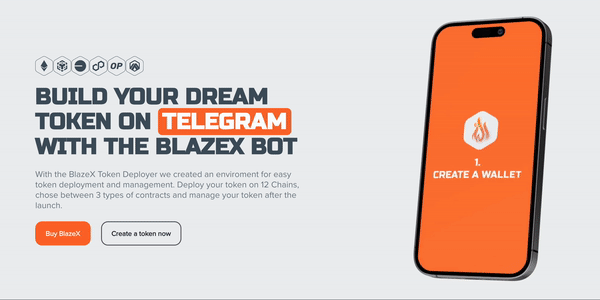 OP
BUILD YOUR DREAM
TOKEN ON TELEGRAM
WITH THE BLAZEX BOT
With the BlazeX Token Deployer we created an enviroment for easy
token deployment and management. Deploy your token on 12 Chains,
chose between 3 types of contracts and manage your token after the
launch.
Buy BlazeX
Create a token now
1.
CREATE A WALLET